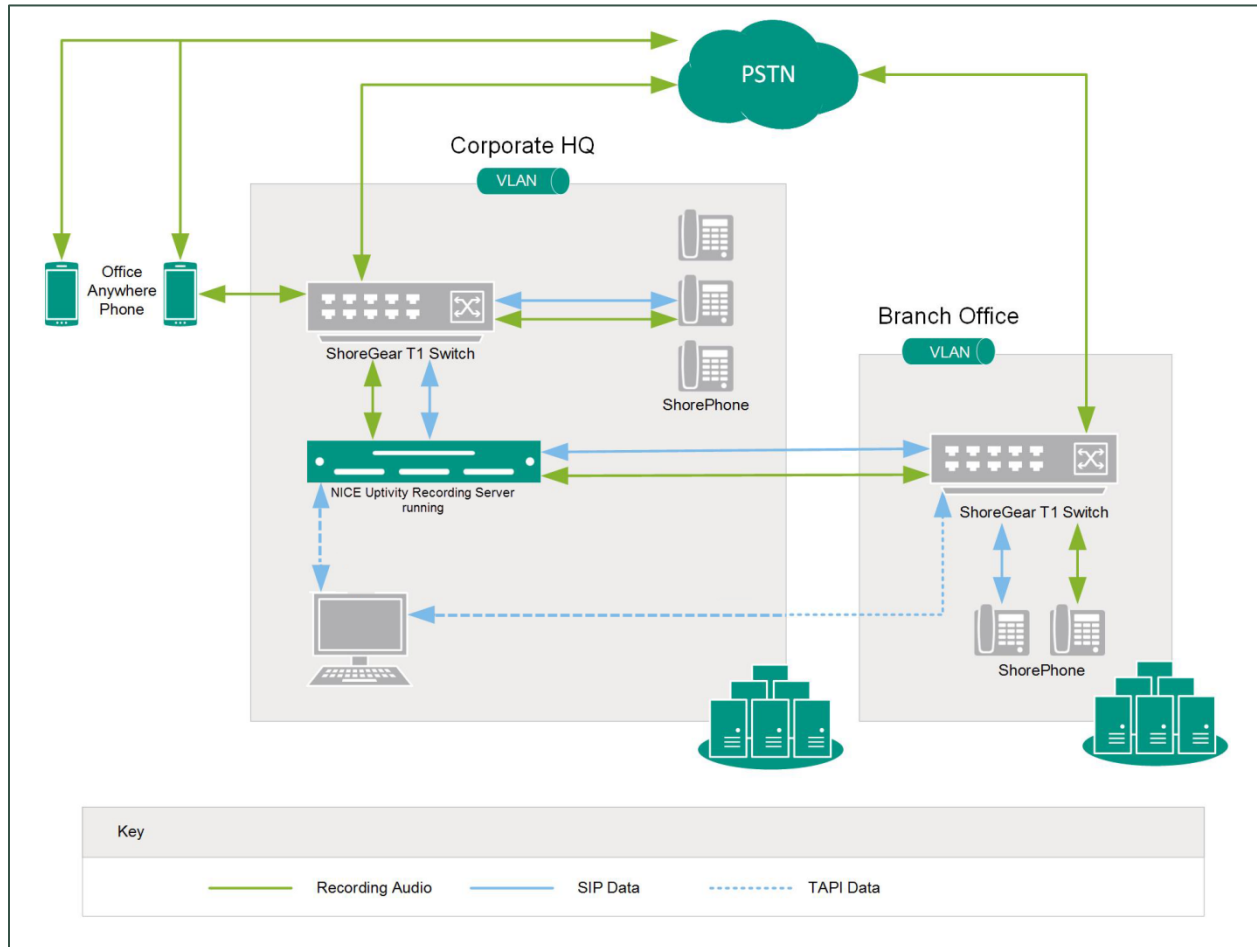 PSTN
Corporate HQ
VLAN
Office
Anywhere
Phone
ShoreGear T1 Switch
ShorePhone
NICE Uptivity Recording Server
running
Branch Office
VLAN
ShoreGear T1 Switch
ShorePhone
Key
Recording Audio
SIP Data
TAPI Data